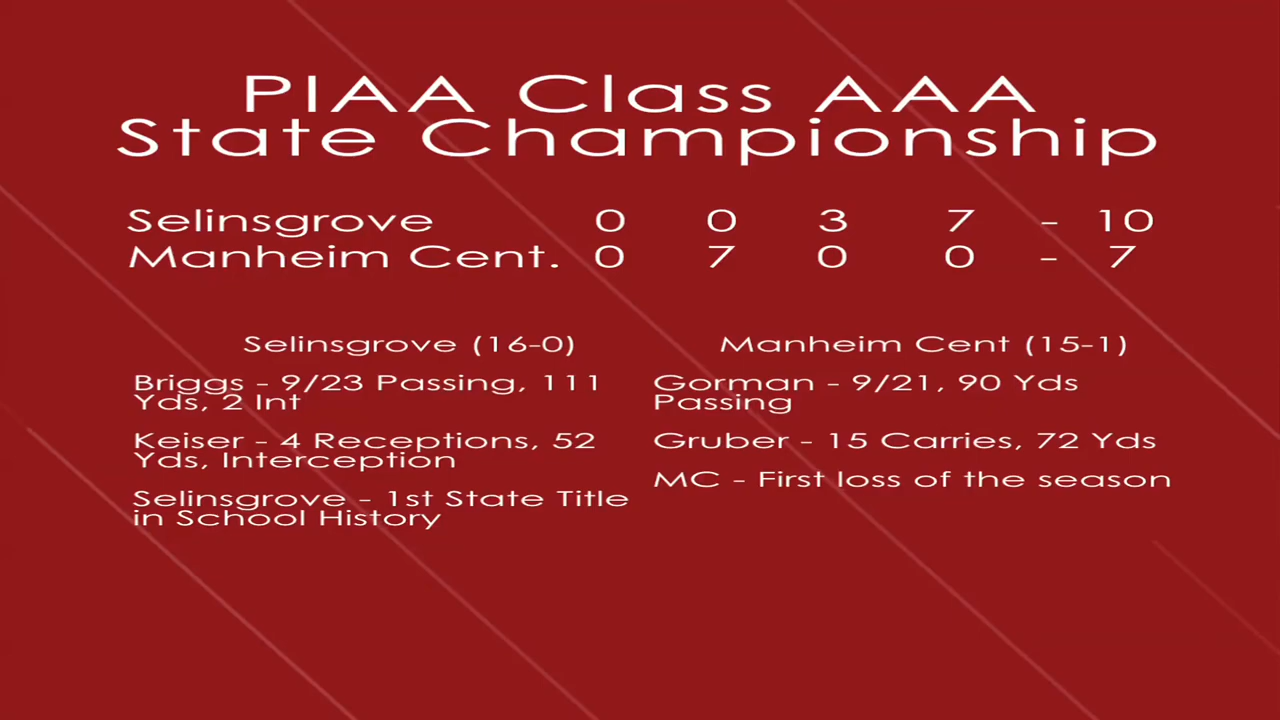 PIAA Class AAA
State Championship
Selinsgrove 0 0 3 7 - 10
Manheim Cent. 0 7 0 0 - 7
Selinsgrove (16-0)
Briggs - 9/23 Passing, 111
Yds, 2 Int
Keiser - 4 Receptions, 52
Yds, Interception
Selinsgrove - 1st State Title
in School History
Manheim Cent (15-1)
Gorman - 9/21, 90 Yds
Passing
Gruber - 15 Carries, 72 Yds
MC - First loss of the season